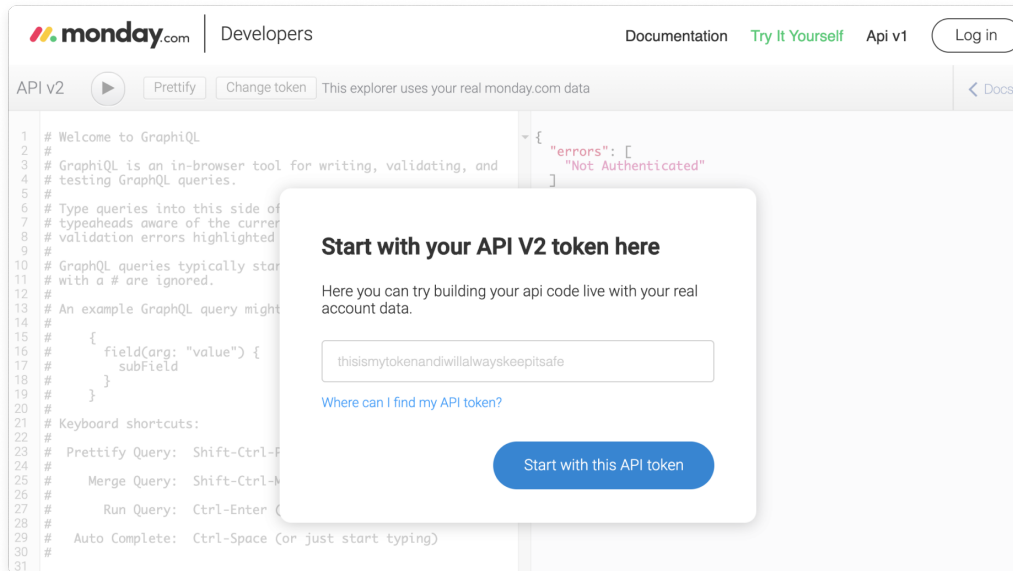 monday.com Developers Documentation Try It Yourself Api v1 Log in
API v2 Prettify Change token This explorer uses your real monday.com data Docs
1 # Welcome to GraphiQL
2 #
3 # GraphiQL is an in-browser tool for writing, validating, and
4 # testing GraphQL queries.
5 #
6 # Type queries into this side of
7 # typeaheads aware of the curren
8 # validation errors highlighted
9 #
10 # GraphQL queries typically star
11 # with a # are ignored.
12 #
13 # An example GraphQL query might
14 #
15 #     {
16 #       field(arg: "value") {
17 #         subField
18 #       }
19 #     }
20 #
21 # Keyboard shortcuts:
22 #
23 #  Prettify Query:  Shift-Ctrl-P
24 #
25 #     Merge Query:  Shift-Ctrl-M
26 #
27 #       Run Query:  Ctrl-Enter (
28 #
29 #   Auto Complete:  Ctrl-Space (or just start typing)
30 #
31
{
"errors": [
"Not Authenticated"
]
Start with your API V2 token here
Here you can try building your api code live with your real
account data.
thisismytokenandiwillalwayskeepitsafe
Where can I find my API token?
Start with this API token